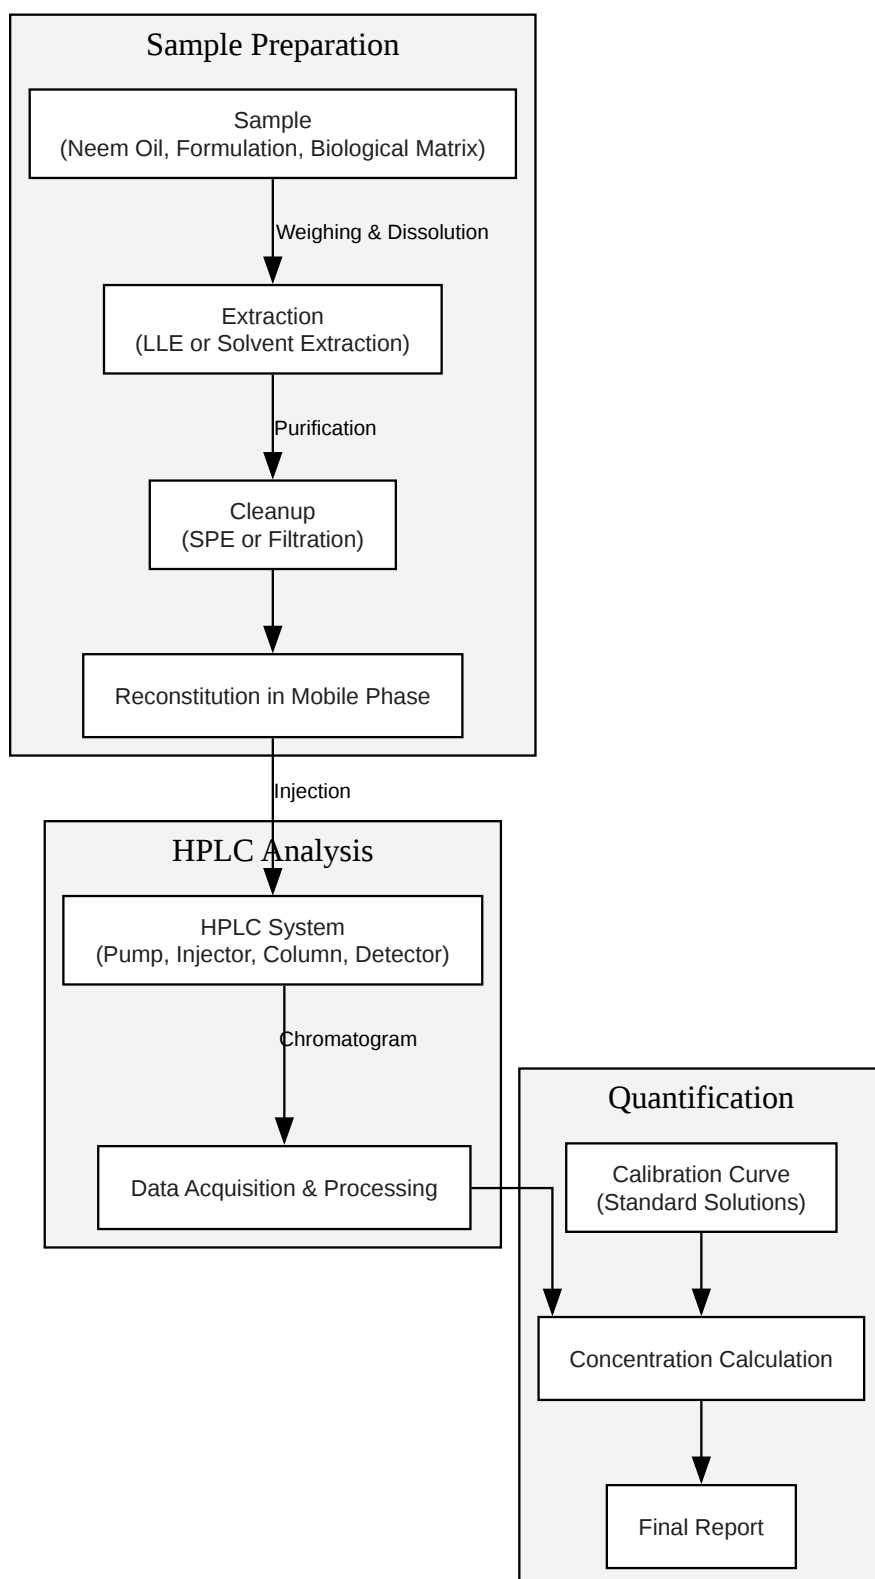 Sample Preparation
Sample
(Neem Oil, Formulation, Biological Matrix)
Weighing & Dissolution
Extraction
(LLE or Solvent Extraction)
Purification
Cleanup
(SPE or Filtration)
Reconstitution in Mobile Phase
Injection
HPLC Analysis
HPLC System
(Pump, Injector, Column, Detector)
Chromatogram
Data Acquisition & Processing
Quantification
Calibration Curve
(Standard Solutions)
Concentration Calculation
Final Report